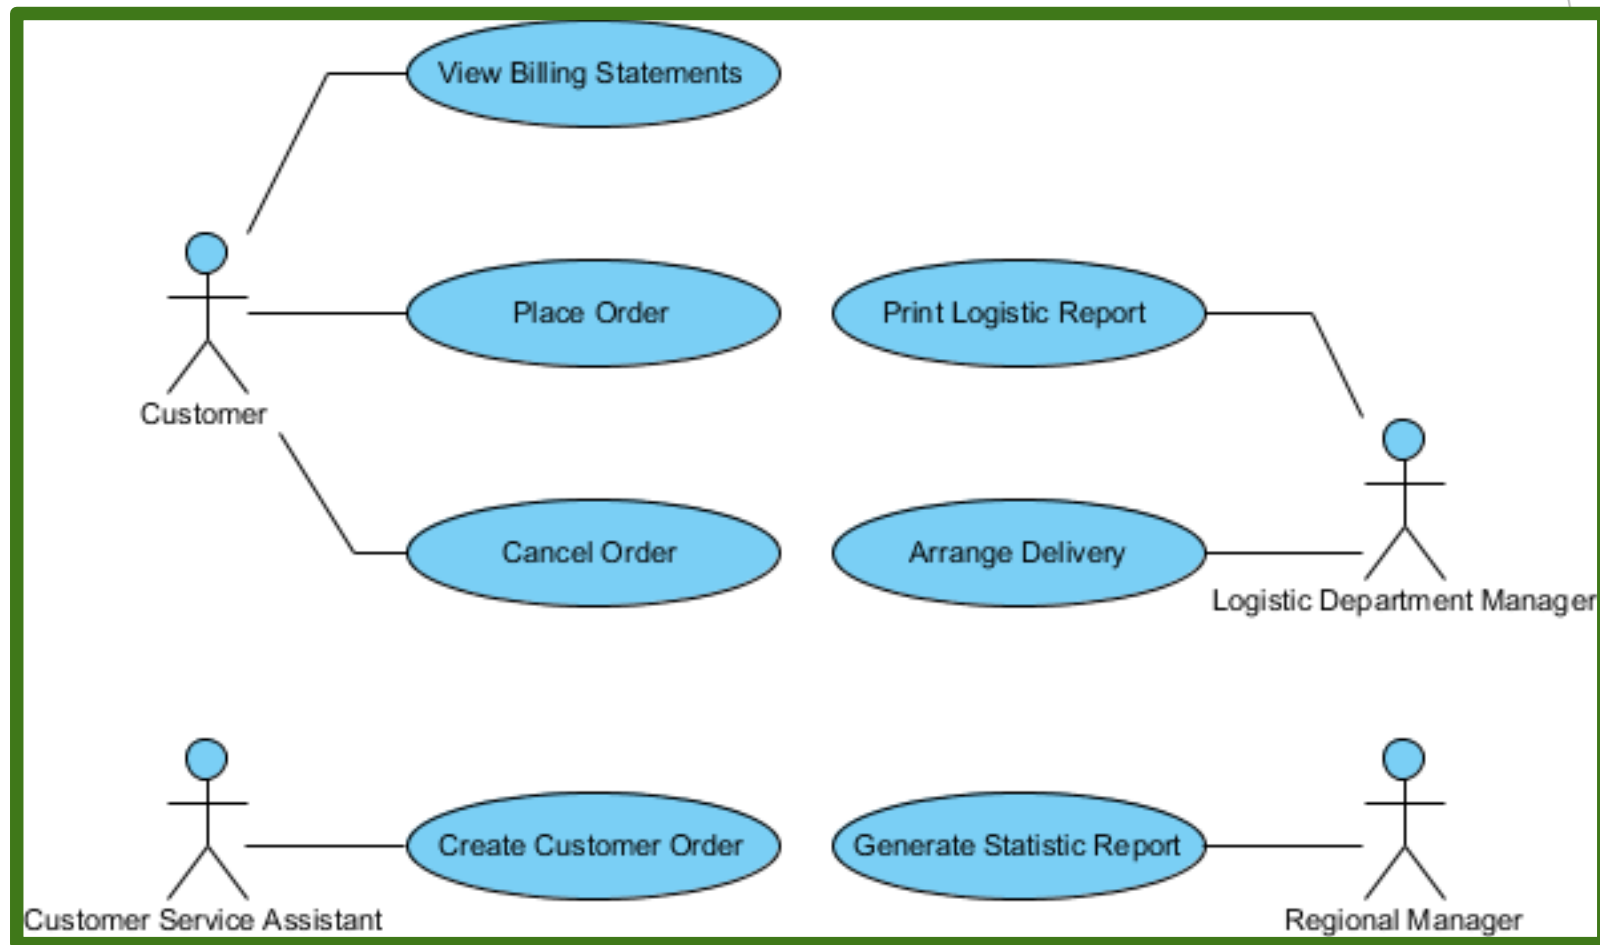 View Billing Statements
Place Order
Print Logistic Report
Customer
Cancel Order
Arrange Delivery
Logistic Department Manager
Create Customer Order
Generate Statistic Report
Customer Service Assistant
Regional Manager